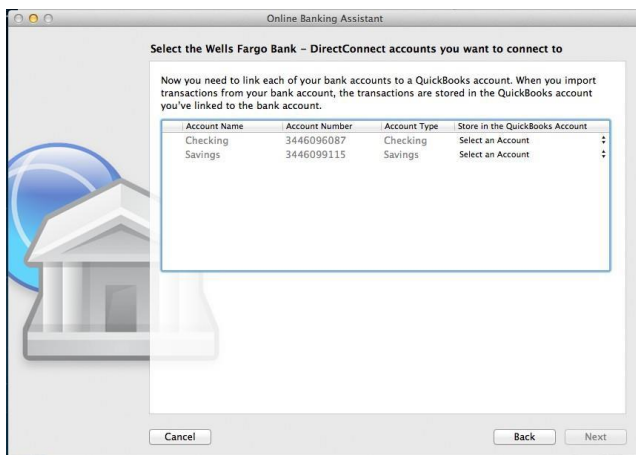 Online Banking Assistant
Select the Wells Fargo Bank – DirectConnect accounts you want to connect to
Now you need to link each of your bank accounts to a QuickBooks account. When you import
transactions from your bank account, the transactions are stored in the QuickBooks account
you've linked to the bank account.
Account Name Account Number Account Type Store in the QuickBooks Account
Checking 3446096087 Checking Select an Account
Savings 3446099115 Savings Select an Account
Cancel Back Next